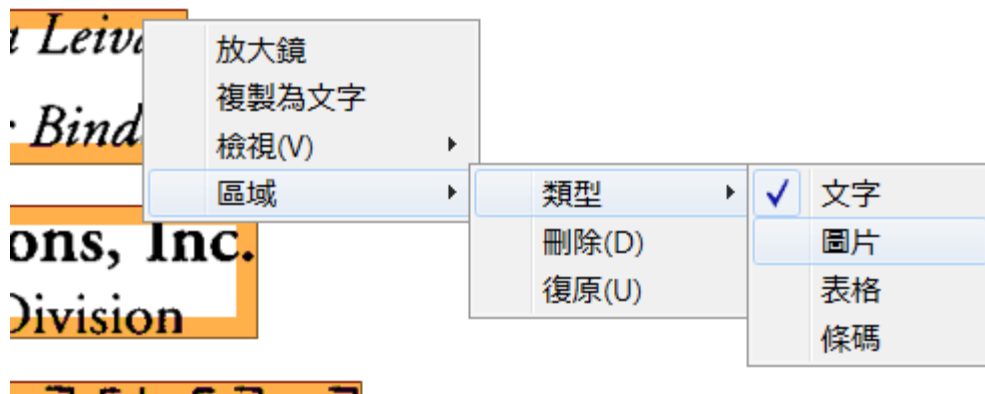 Leiva
放大鏡
複製為文字
Bind
檢視(V)
區域
類型
文字
ons, Inc.
刪除(D)
圖片
復原(U)
表格
Division
條碼